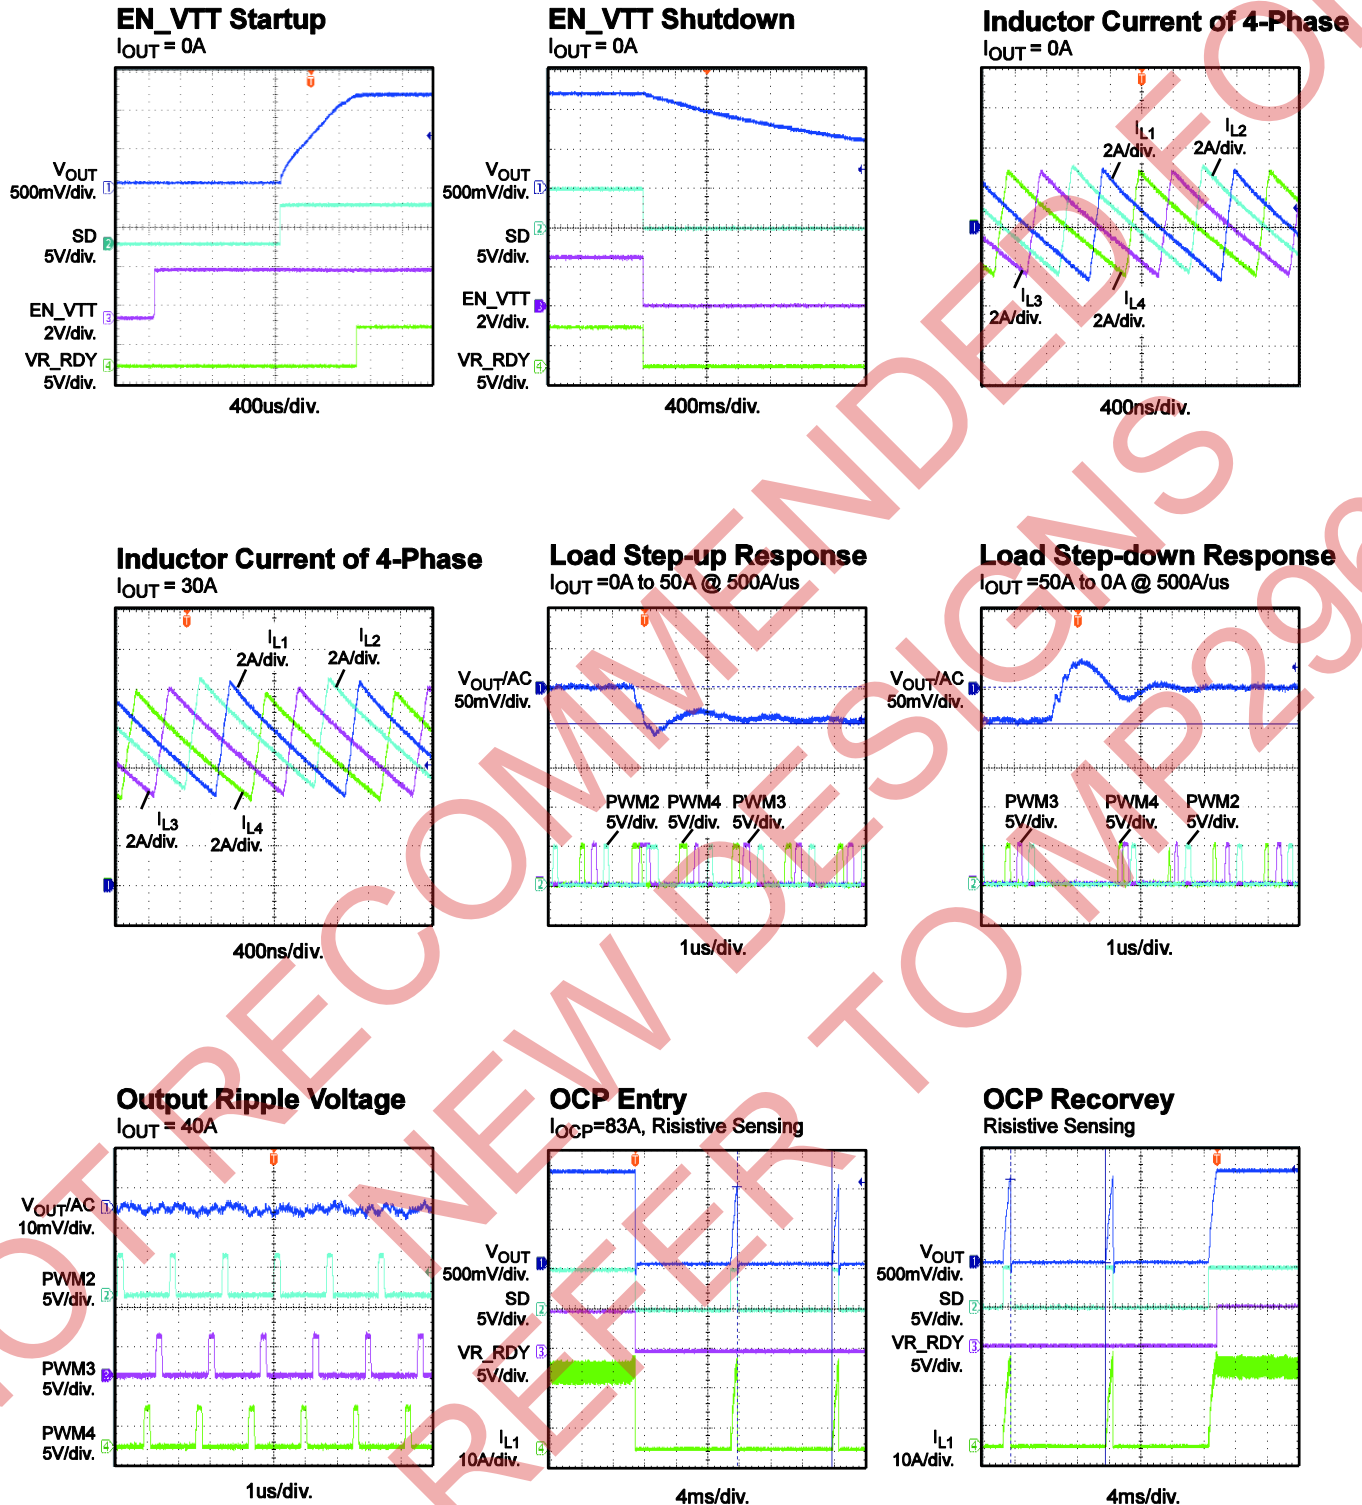 EN_VTT Startup
IOUT = 0A
VOUT
500mV/div.
SD
5V/div.
EN_VTT
2V/div.
VR_RDY
5V/div.
400us/div.
EN_VTT Shutdown
IOUT = 0A
VOUT
500mV/div.
SD
5V/div.
EN_VTT
2V/div.
VR_RDY
5V/div.
400ms/div.
Inductor Current of 4-Phase
IOUT = 0A
IL1
2A/div.
IL2
2A/div.
IL3
2A/div.
IL4
2A/div.
400ns/div.
Inductor Current of 4-Phase
IOUT = 30A
IL1
2A/div.
IL2
2A/div.
IL3
2A/div.
IL4
2A/div.
400ns/div.
Load Step-up Response
IOUT =0A to 50A @ 500A/us
VOUT/AC
50mV/div.
PWM2 PWM4 PWM3
5V/div. 5V/div. 5V/div.
1us/div.
Load Step-down Response
IOUT =50A to 0A @ 500A/us
VOUT/AC
50mV/div.
PWM3 PWM4 PWM2
5V/div. 5V/div. 5V/div.
1us/div.
Output Ripple Voltage
IOUT = 40A
VOUT/AC
10mV/div.
PWM2
5V/div.
PWM3
5V/div.
PWM4
5V/div.
1us/div.
OCP Entry
IOCP=83A, Risistive Sensing
VOUT
500mV/div.
SD
5V/div.
VR_RDY
5V/div.
IL1
10A/div.
4ms/div.
OCP Recorvey
Risistive Sensing
VOUT
500mV/div.
SD
5V/div.
VR_RDY
5V/div.
IL1
10A/div.
4ms/div.
NOT RECOMMENDED FOR
NEW DESIGNS
REFER TO MP296